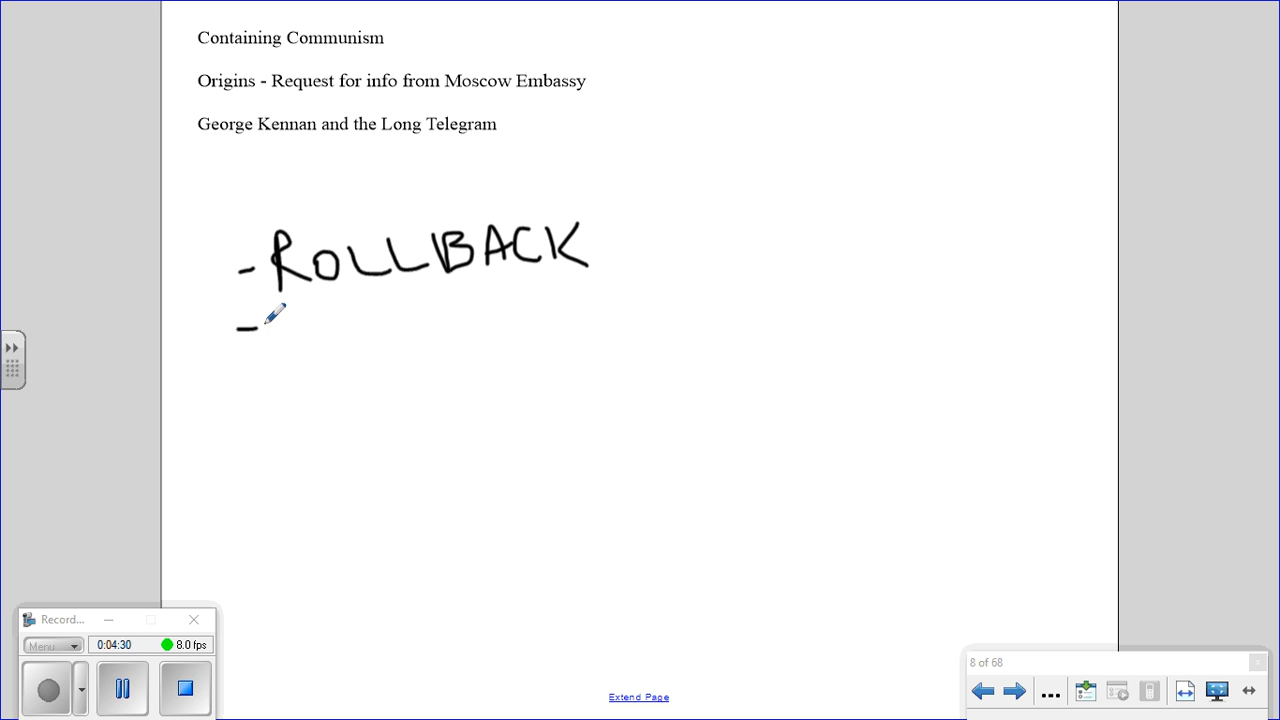 Containing Communism
Origins - Request for info from Moscow Embassy
George Kennan and the Long Telegram
- ROLLBACK
-
Record...
Menu
0:04:30
8.0 fps
8 of 68
...
Extend Page